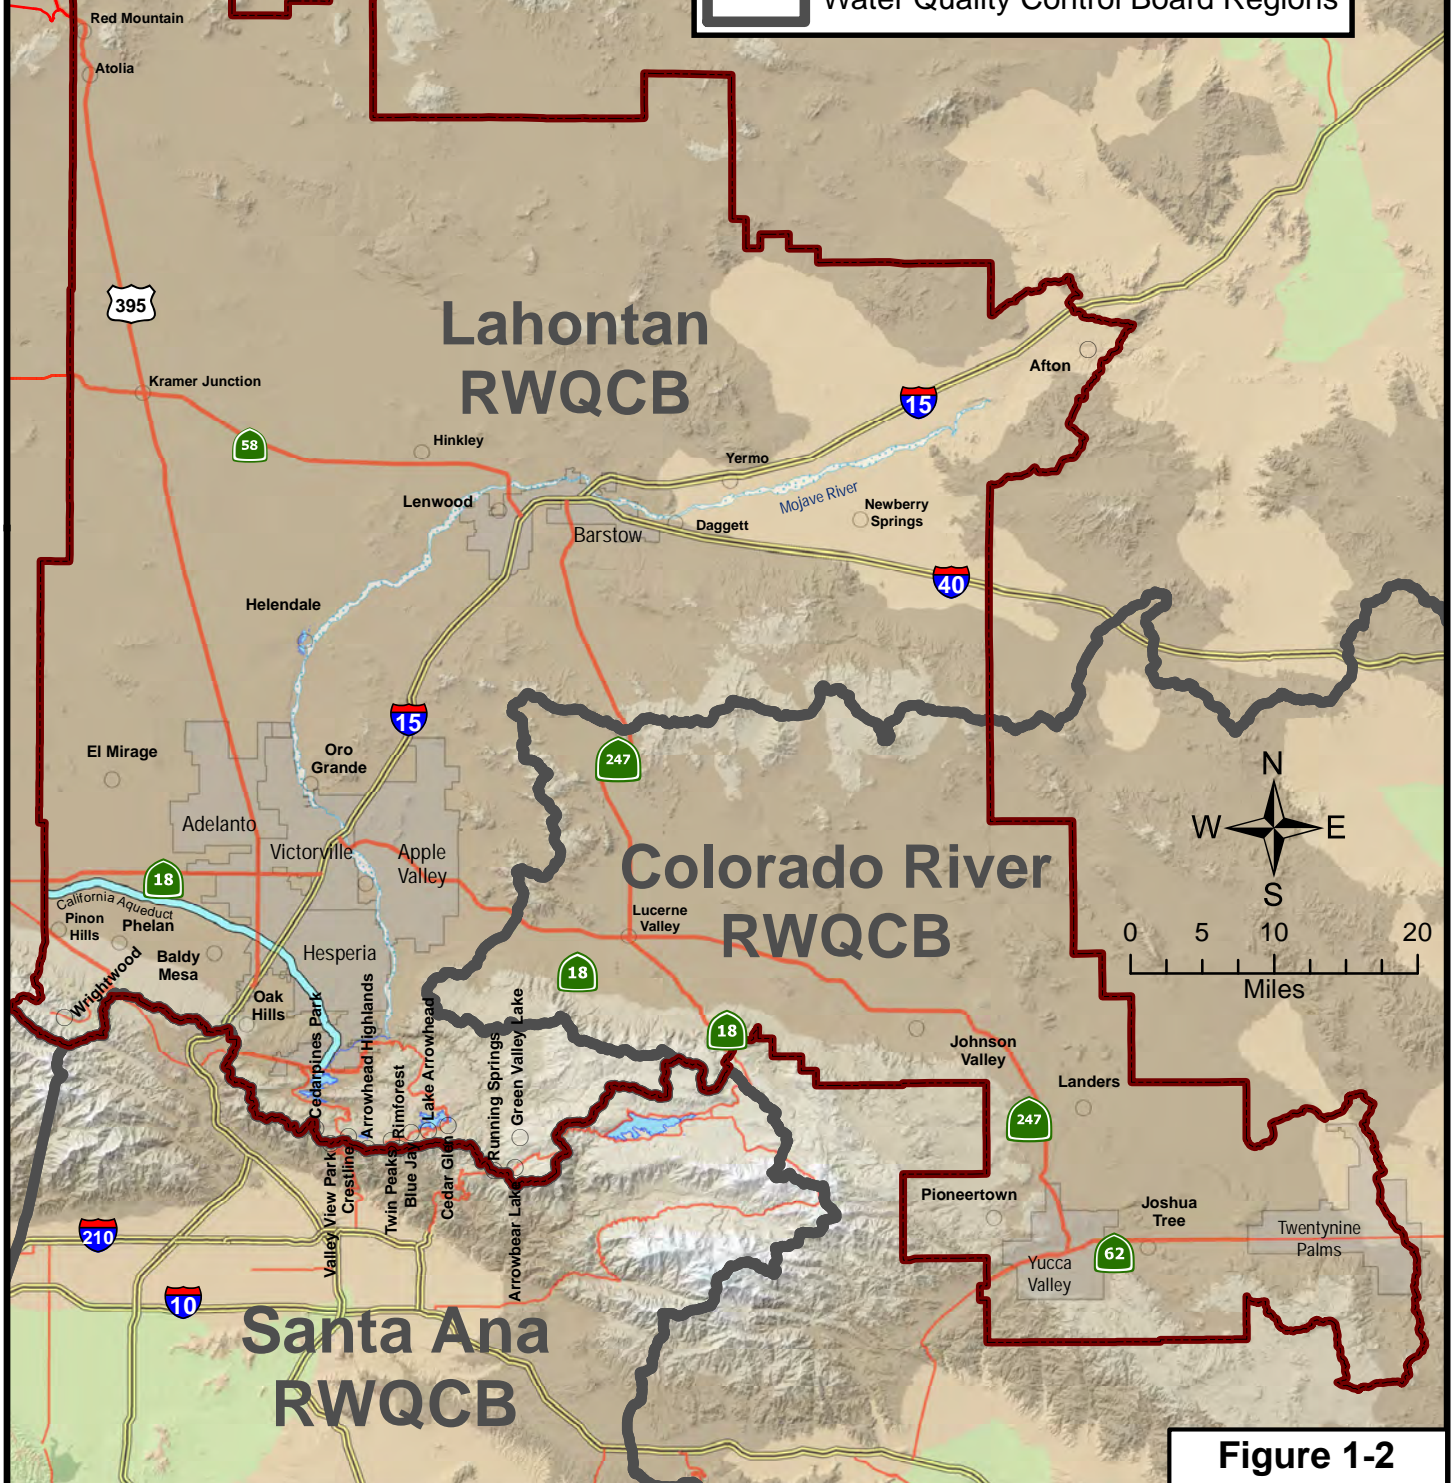 Water Quality Control Board Regions
Red Mountain
Atolia
395
Lahontan
RWQCB
Kramer Junction
Afton
15
58
Hinkley
Yermo
Lenwood
Mojave River
Newberry
Springs
Daggett
Barstow
40
Helendale
15
El Mirage
Oro
Grande
247
N
W
E
S
Adelanto
Victorville
Apple
Valley
18
Colorado River
RWQCB
California Aqueduct
Pinon
Hills
Phelan
Lucerne
Valley
0 5 10 20
Miles
Hesperia
Baldy
Mesa
Wrightwood
18
Oak
Hills
18
Cedarpines Park
Arrowhead Highlands
Rimforest
Lake Arrowhead
Running Springs
Green Valley Lake
Johnson
Valley
Landers
247
Valley View Park
Crestline
Twin Peaks
Blue Jay
Cedar Glen
Arrowbear Lake
Pioneertown
Joshua
Tree
Twentynine
Palms
62
Yucca
Valley
210
10
Santa Ana
RWQCB
Figure 1-2